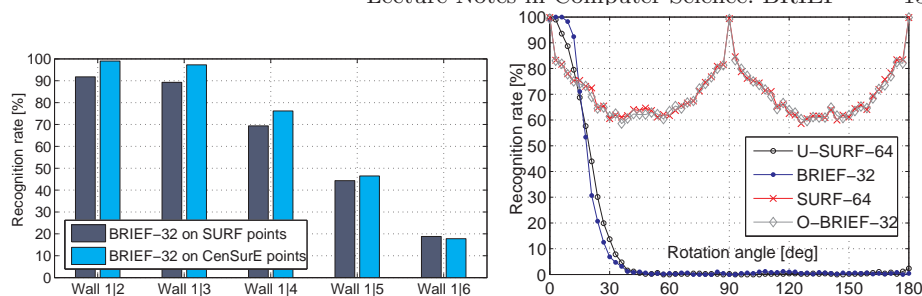 Lecture Notes in Computer Science: BRIEF
100
90
80
70
60
50
40
30
20
10
0
Recognition rate [%]
BRIEF−32 on SURF points
BRIEF−32 on CenSurE points
Wall 1|2 Wall 1|3 Wall 1|4 Wall 1|5 Wall 1|6
100
90
80
70
60
50
40
30
20
10
0
Recognition rate [%]
U−SURF−64
BRIEF−32
SURF−64
O−BRIEF−32
Rotation angle [deg]
0 30 60 90 120 150 180